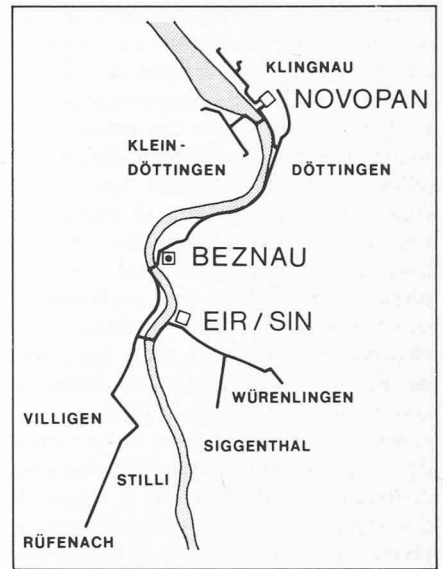 KLINGNAU
NOVOPAN
KLEIN-
DÖTTINGEN
DÖTTINGEN
BEZNAU
EIR / SIN
WÜRENLINGEN
VILLIGEN
SIGGENTHAL
STILLI
RÜFENACH